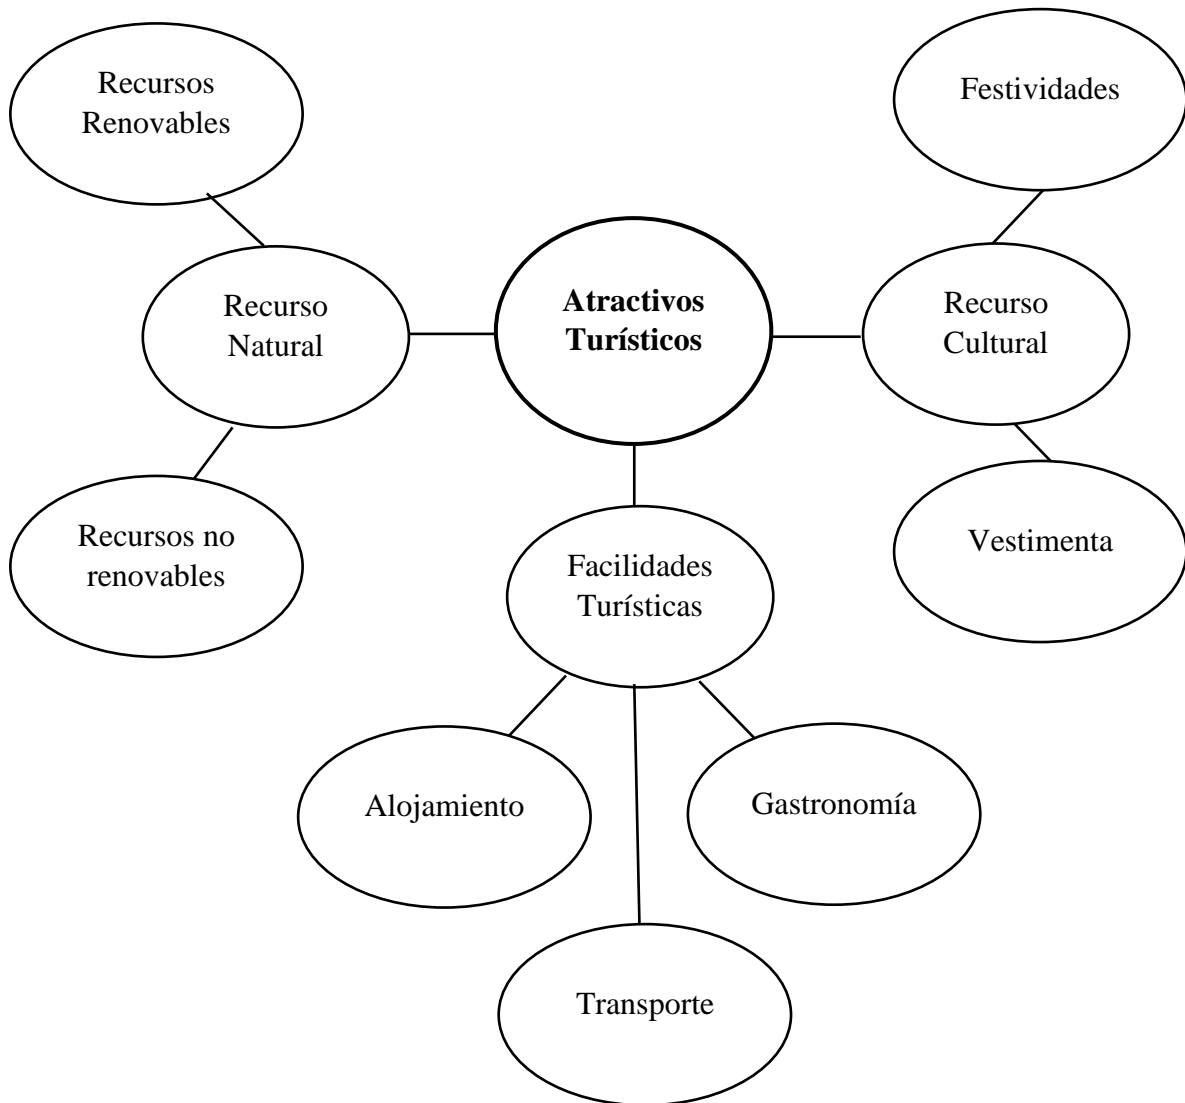 Recursos
Renovables
Festividades
Recurso
Natural
Atractivos
Turísticos
Recurso
Cultural
Recursos no
renovables
Facilidades
Turísticas
Vestimenta
Alojamiento
Gastronomía
Transporte